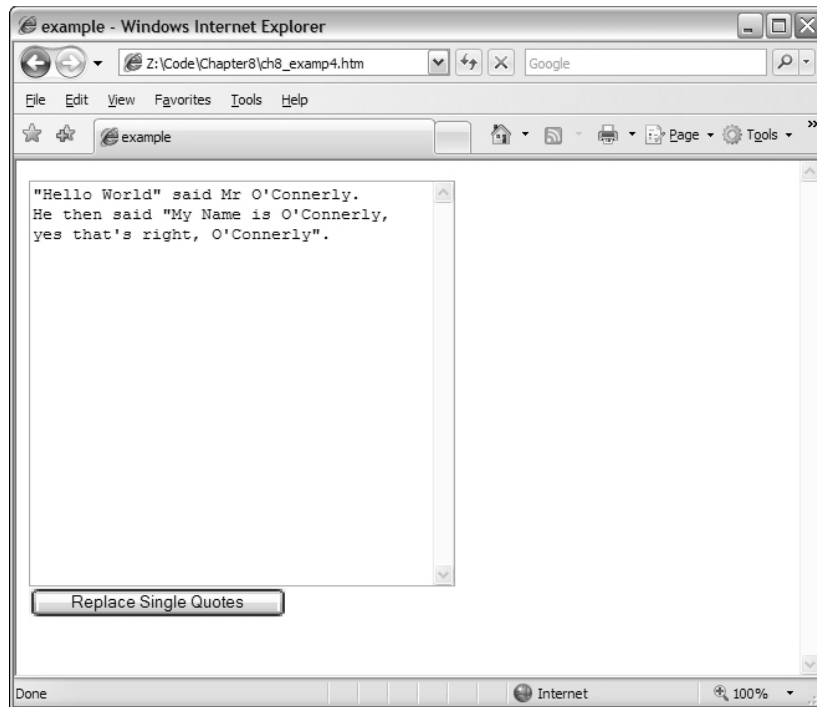 example - Windows Internet Explorer
Z:\Code\Chapter8\ch8_examp4.htm
Google
File Edit View Favorites Tools Help
example
Page Tools »
"Hello World" said Mr O'Connerly.
He then said "My Name is O'Connerly,
yes that's right, O'Connerly".
Replace Single Quotes
Done Internet 100%